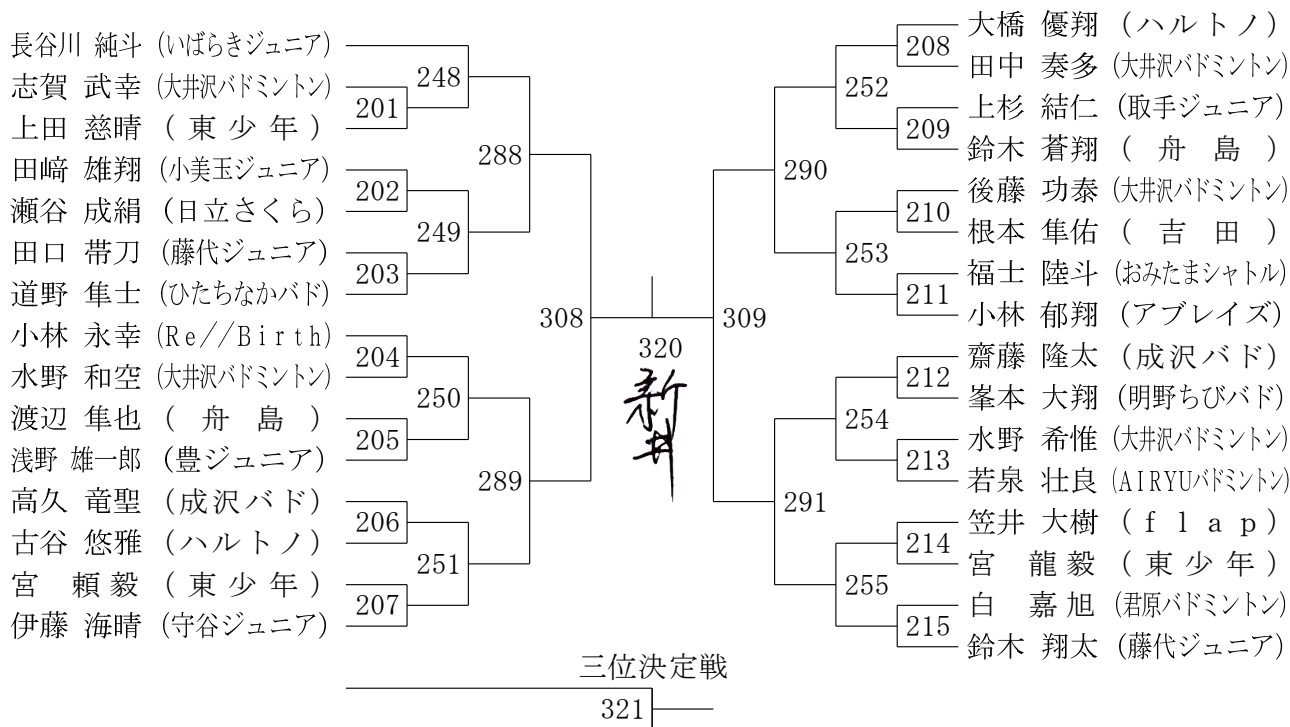 長谷川 純斗 (いばらきジュニア)
志賀 武幸 (大井沢バドミントン)
上田 慈晴 (東少年)
田﨑 雄翔 (小美玉ジュニア)
瀬谷 成絹 (日立さくら)
田口 帯刀 (藤代ジュニア)
道野 隼士 (ひたちなかバド)
小林 永幸 (Re//Birth)
水野 和空 (大井沢バドミントン)
渡辺 隼也 (舟島)
浅野 雄一郎 (豊ジュニア)
高久 竜聖 (成沢バド)
古谷 悠雅 (ハルトノ)
宮 頼毅 (東少年)
伊藤 海晴 (守谷ジュニア)
201
202
203
204
205
206
207
248
249
250
251
288
289
308
320
新井
309
290
291
252
253
254
255
208
209
210
211
212
213
214
215
大橋 優翔 (ハルトノ)
田中 奏多 (大井沢バドミントン)
上杉 結仁 (取手ジュニア)
鈴木 蒼翔 (舟島)
後藤 功泰 (大井沢バドミントン)
根本 隼佑 (吉田)
福士 陸斗 (おみたまシャトル)
小林 郁翔 (アブレイズ)
齋藤 隆太 (成沢バド)
峯本 大翔 (明野ちびバド)
水野 希惟 (大井沢バドミントン)
若泉 壮良 (AIRYUバドミントン)
笠井 大樹 (flap)
宮 龍毅 (東少年)
白 嘉旭 (君原バドミントン)
鈴木 翔太 (藤代ジュニア)
三位決定戦
321